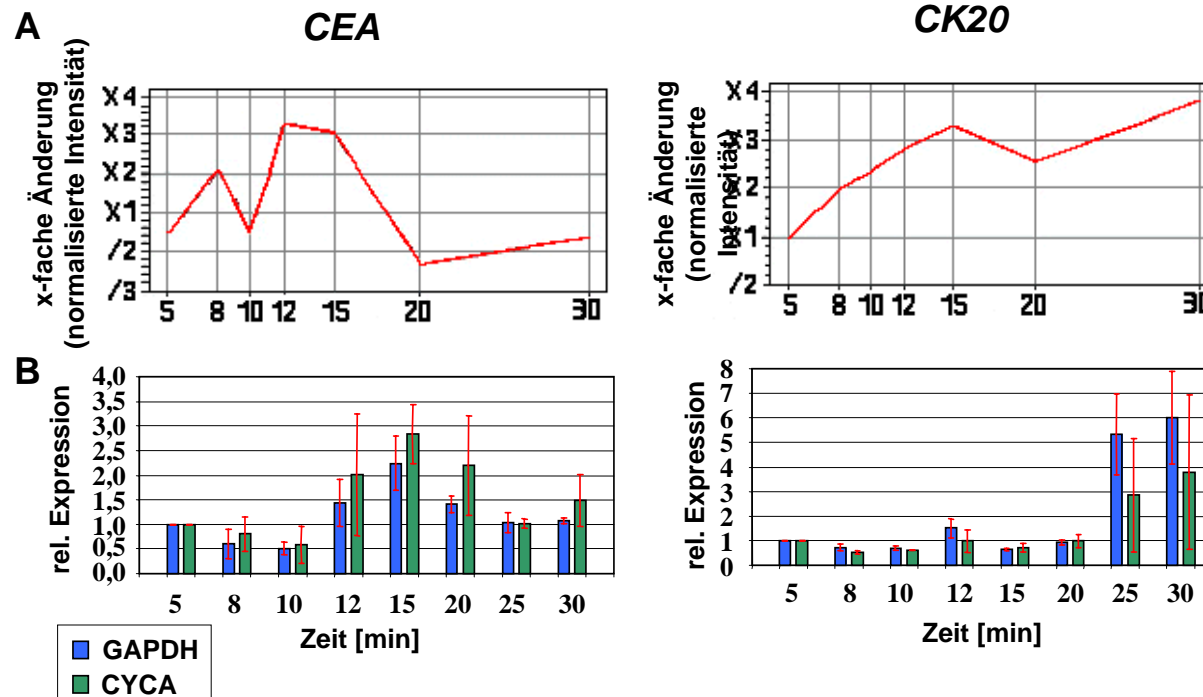 A
CEA
CK20
x-fache Änderung
(normalisierte Intensität)
X4
X3
X2
X1
/2
/3
5 8 10 12 15 20 30
x-fache Änderung
(normalisierte
Intensität)
X4
X3
X2
X1
/2
5 8 10 12 15 20 30
B
rel. Expression
4,0
3,5
3,0
2,5
2,0
1,5
1,0
0,5
0,0
5 8 10 12 15 20 25 30
Zeit [min]
rel. Expression
8
7
6
5
4
3
2
1
0
5 8 10 12 15 20 25 30
Zeit [min]
GAPDH
CYCA